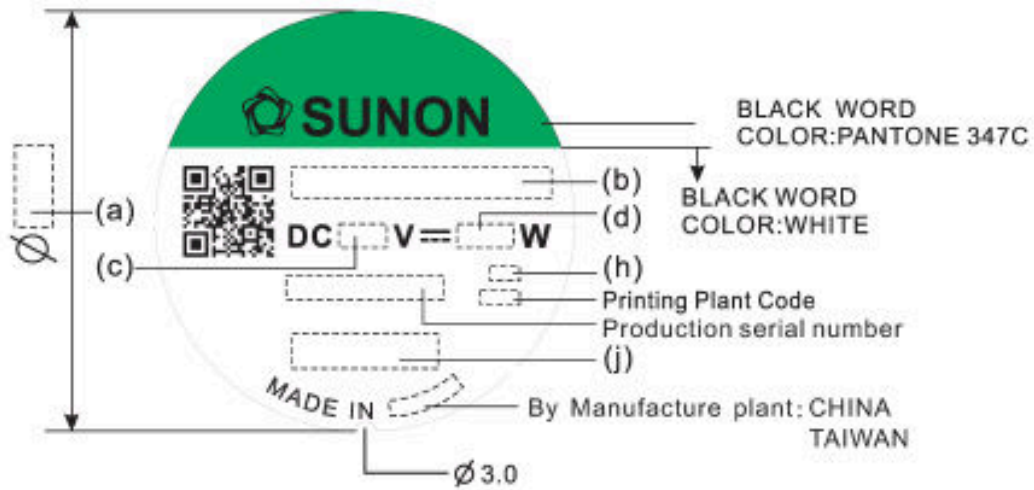 SUNON
BLACK WORD
COLOR:PANTONE 347C
(b)
BLACK WORD
COLOR:WHITE
(a)
(d)
DC V W
Ø
(c)
(h)
Printing Plant Code
Production serial number
(j)
MADE IN
By Manufacture plant: CHINA
TAIWAN
Ø3.0